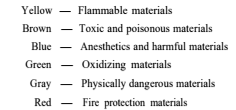 Yellow — Flammable materials
Brown — Toxic and poisonous materials
Blue — Anesthetics and harmful materials
Green — Oxidizing materials
Gray — Physically dangerous materials
Red — Fire protection materials